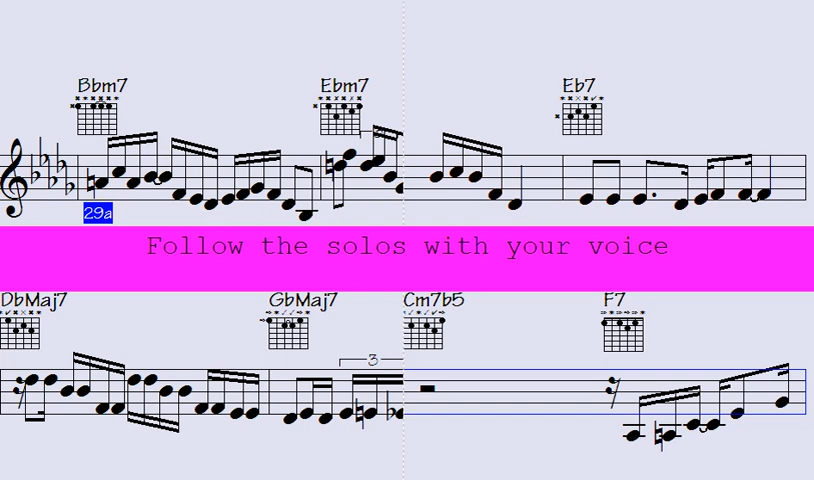 Bbm7 Ebm7 Eb7
29a
Follow the solos with your voice
DbMaj7 GbMaj7 Cm7b5 F7
3